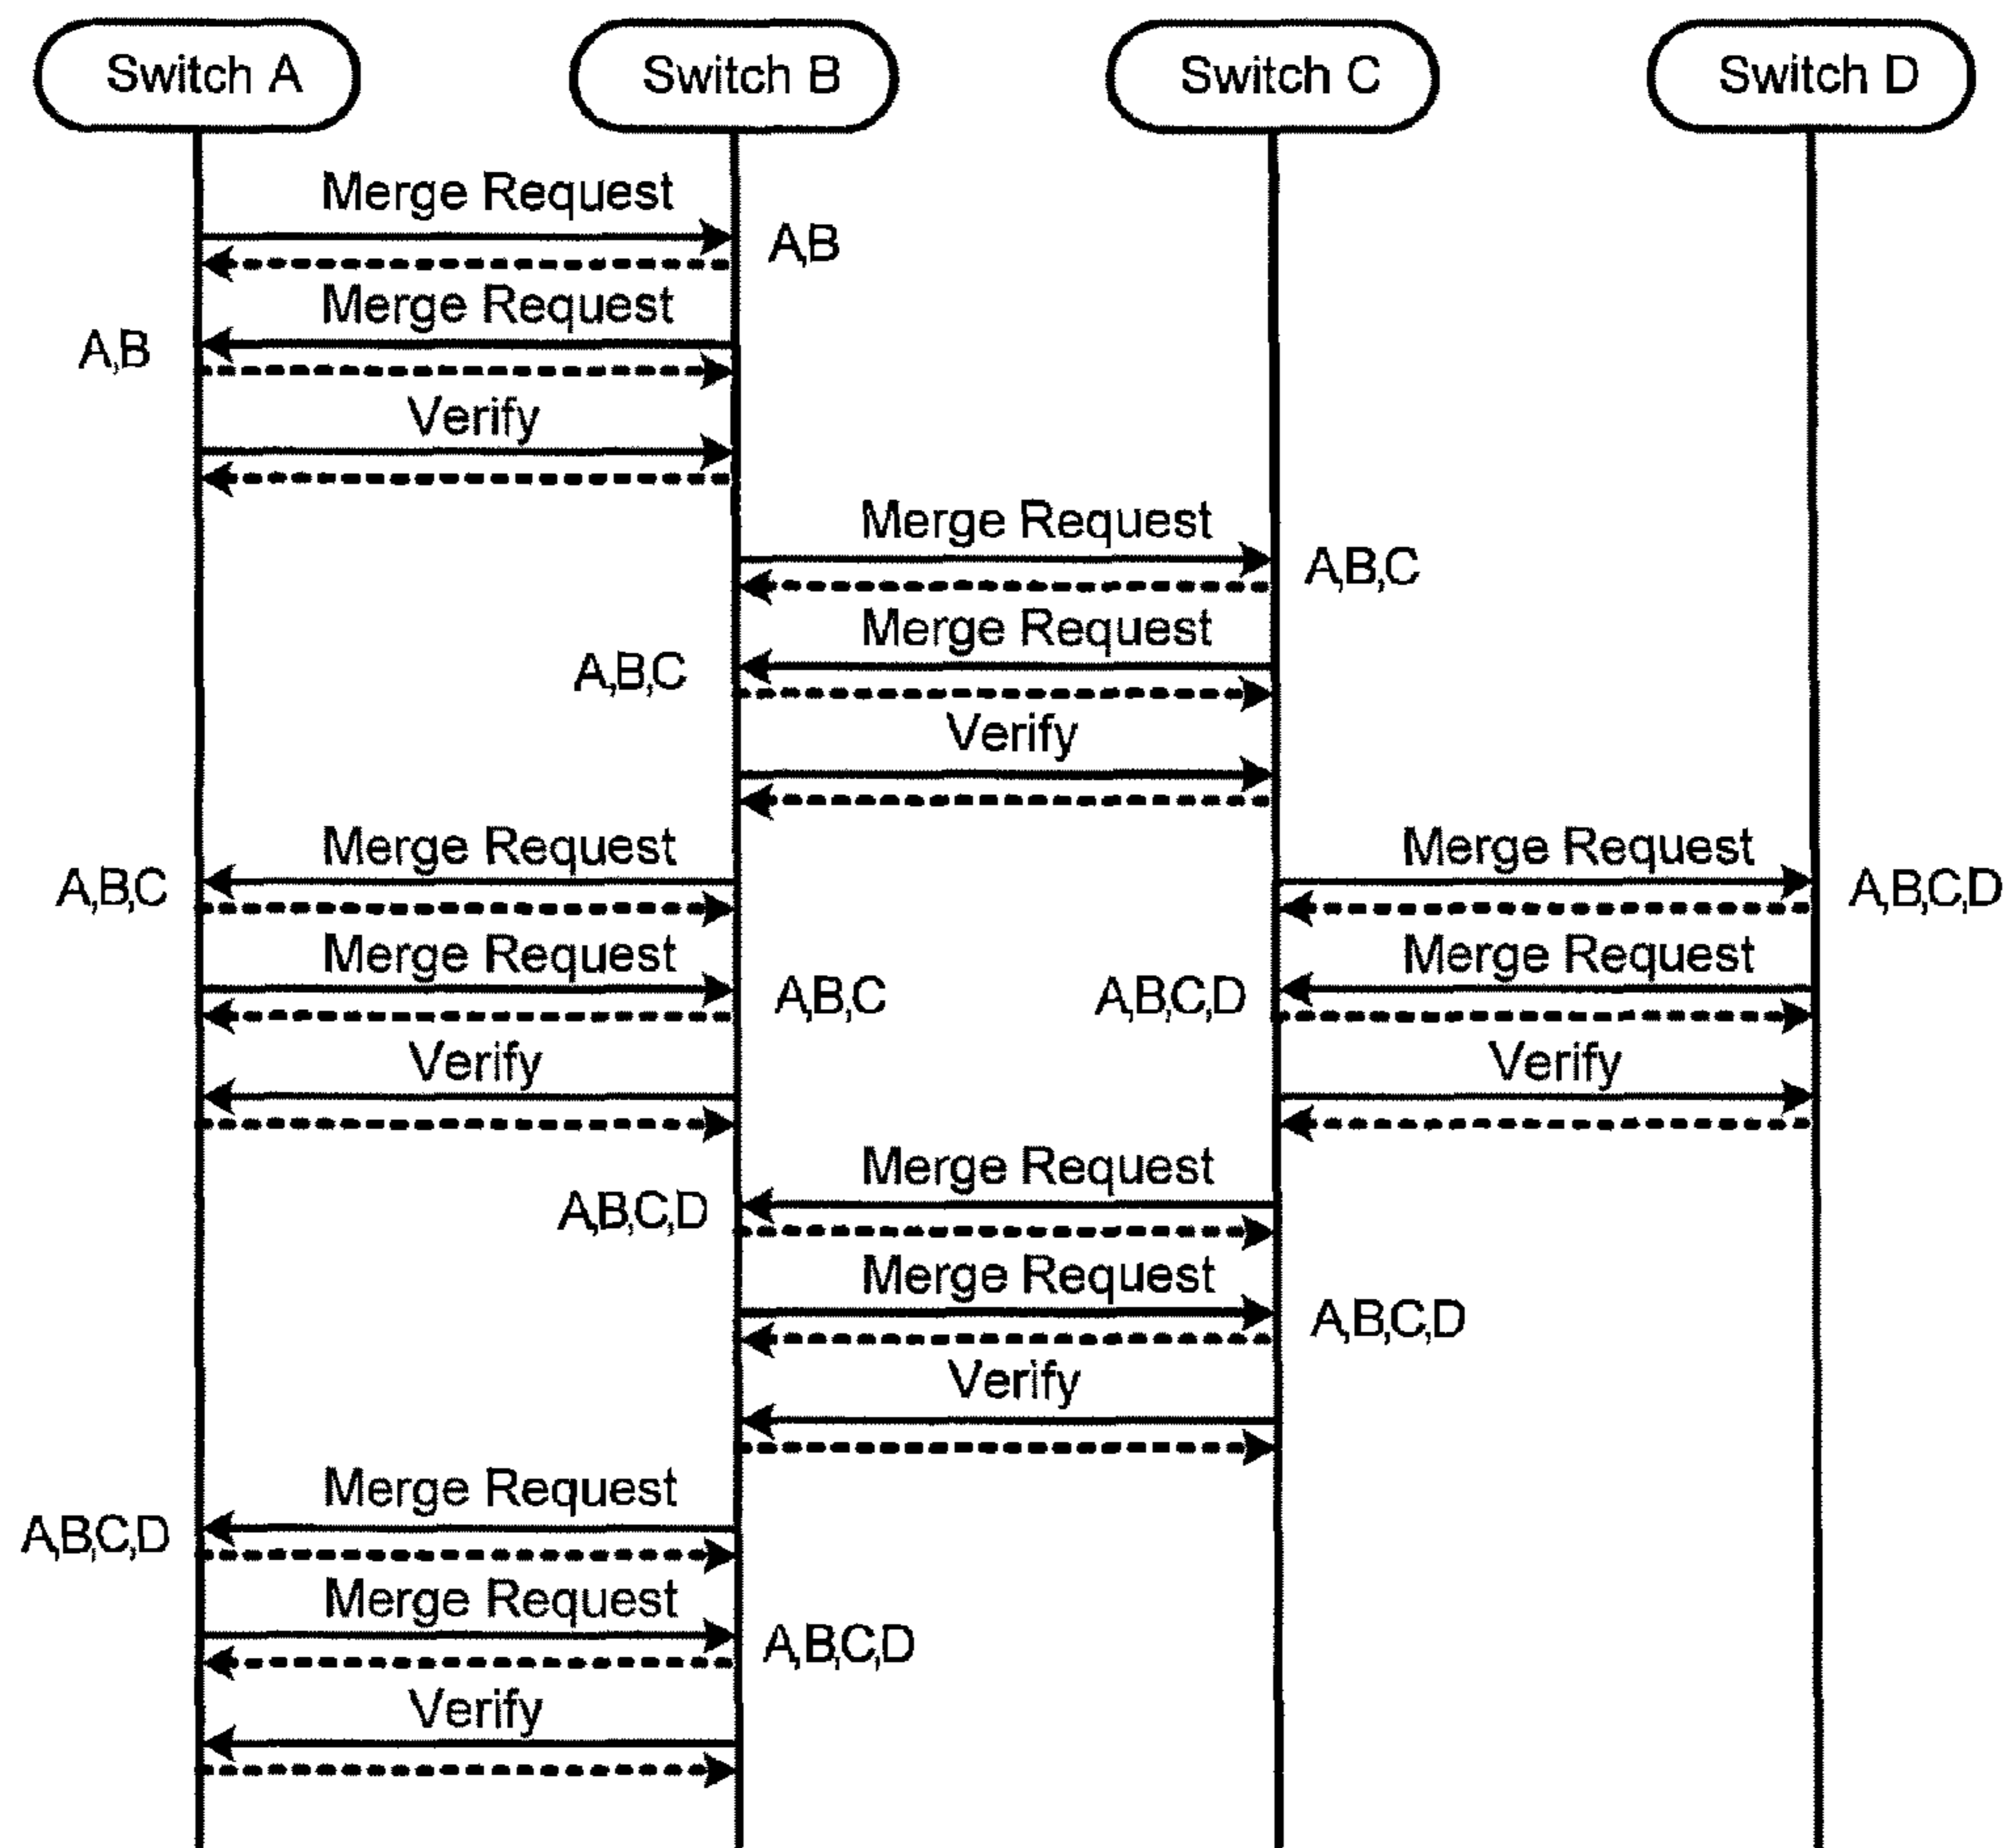 Switch A
Switch B
Switch C
Switch D
Merge Request
A,B
Merge Request
A,B
Verify
Merge Request
A,B,C
Merge Request
A,B,C
Verify
Merge Request
Merge Request
A,B,C
A,B,C,D
Merge Request
Merge Request
A,B,C
A,B,C,D
Verify
Verify
Merge Request
A,B,C,D
Merge Request
A,B,C,D
Verify
Merge Request
A,B,C,D
Merge Request
A,B,C,D
Verify